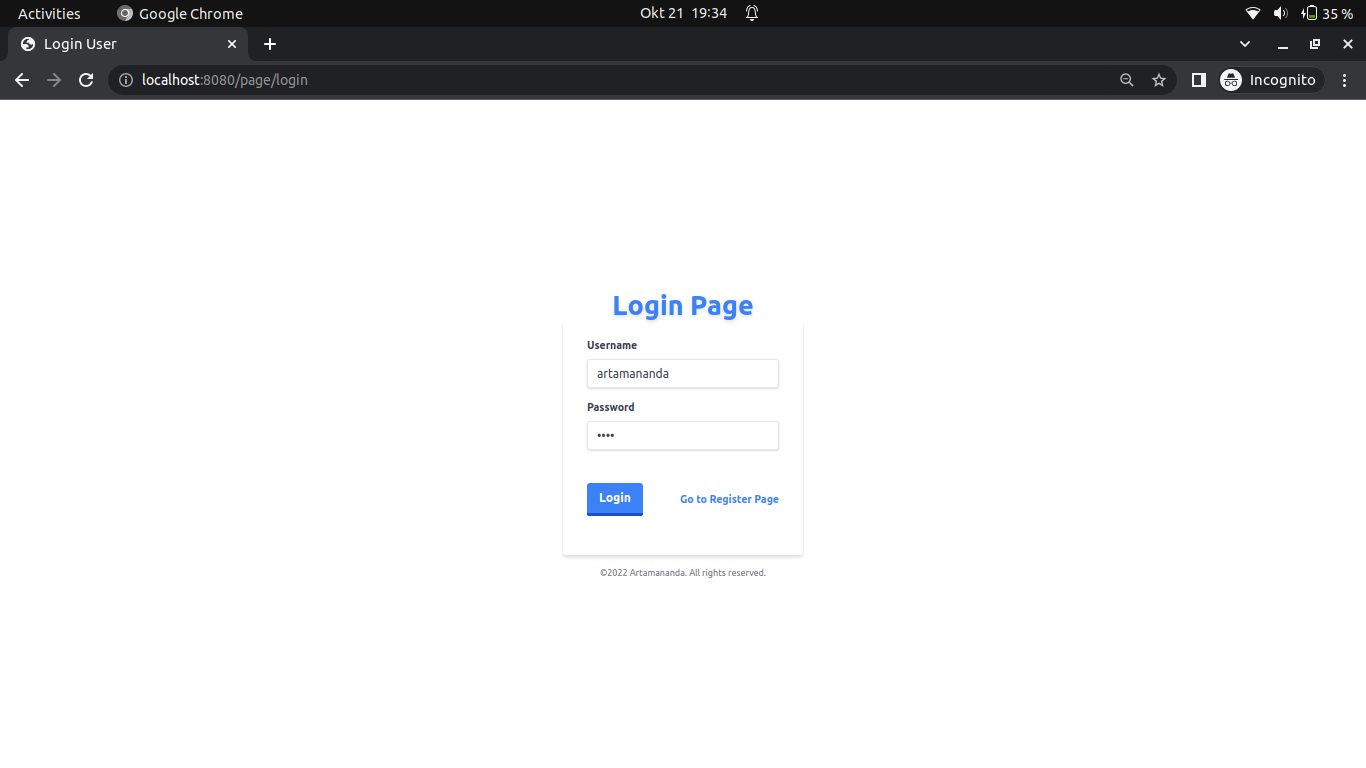 Activities Google Chrome Okt 21 19:34 35 %
Login User
localhost:8080/page/login Incognito
Login Page
Username
artamananda
Password
••••
Login Go to Register Page
©2022 Artamananda. All rights reserved.